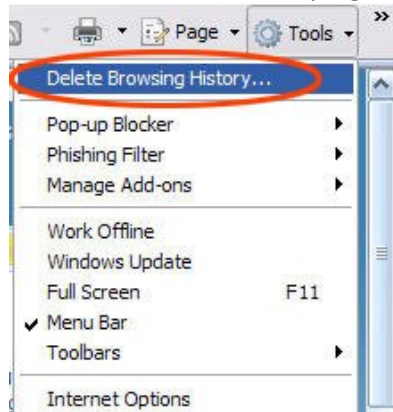 Page Tools »
Delete Browsing History...
Pop-up Blocker
Phishing Filter
Manage Add-ons
Work Offline
Windows Update
Full Screen F11
Menu Bar
Toolbars
Internet Options